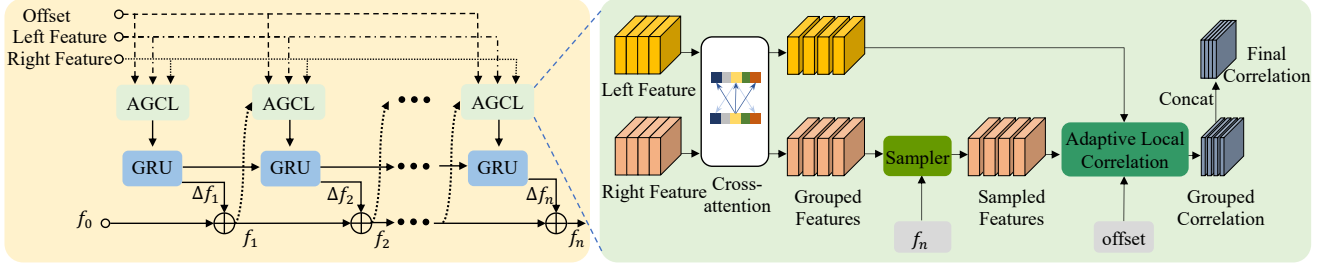 Offset
Left Feature
Right Feature
AGCL
AGCL
AGCL
GRU
GRU
GRU
Δf₁
Δf₂
Δfₙ
f₀
f₁
f₂
fₙ
Left Feature
Right Feature
Cross-
attention
Grouped
Features
Sampler
fₙ
Sampled
Features
Adaptive Local
Correlation
offset
Final
Correlation
Concat
Grouped
Correlation